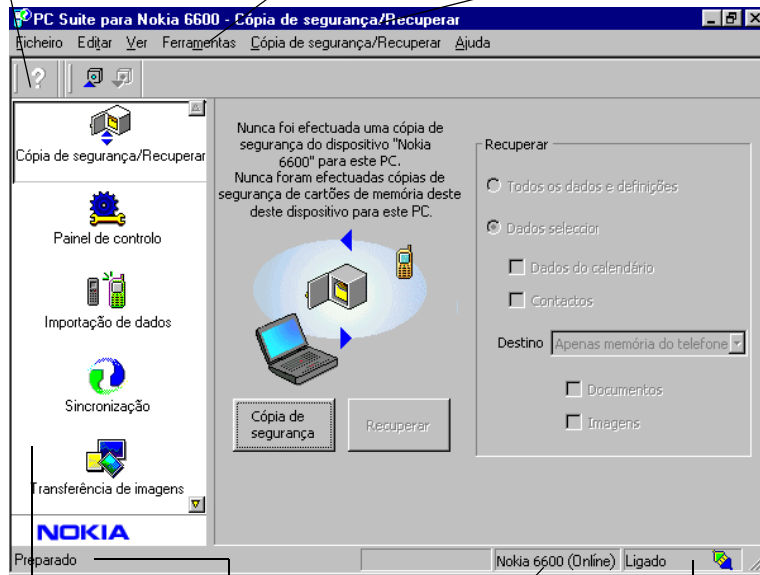 PC Suite para Nokia 6600 - Cópia de segurança/Recuperar
Ficheiro Editar Ver Ferramentas Cópia de segurança/Recuperar Ajuda
Cópia de segurança/Recuperar
Painel de controlo
Importação de dados
Sincronização
Transferência de imagens
NOKIA
Nunca foi efectuada uma cópia de
segurança do dispositivo "Nokia
6600" para este PC.
Nunca foram efectuadas cópias de
segurança de cartões de memória deste
deste dispositivo para este PC.
Cópia de
segurança
Recuperar
Recuperar
Todos os dados e definições
Dados seleccior
Dados do calendário
Contactos
Destino Apenas memória do telefone
Documentos
Imagens
Preparado
Nokia 6600 (Online) Ligado